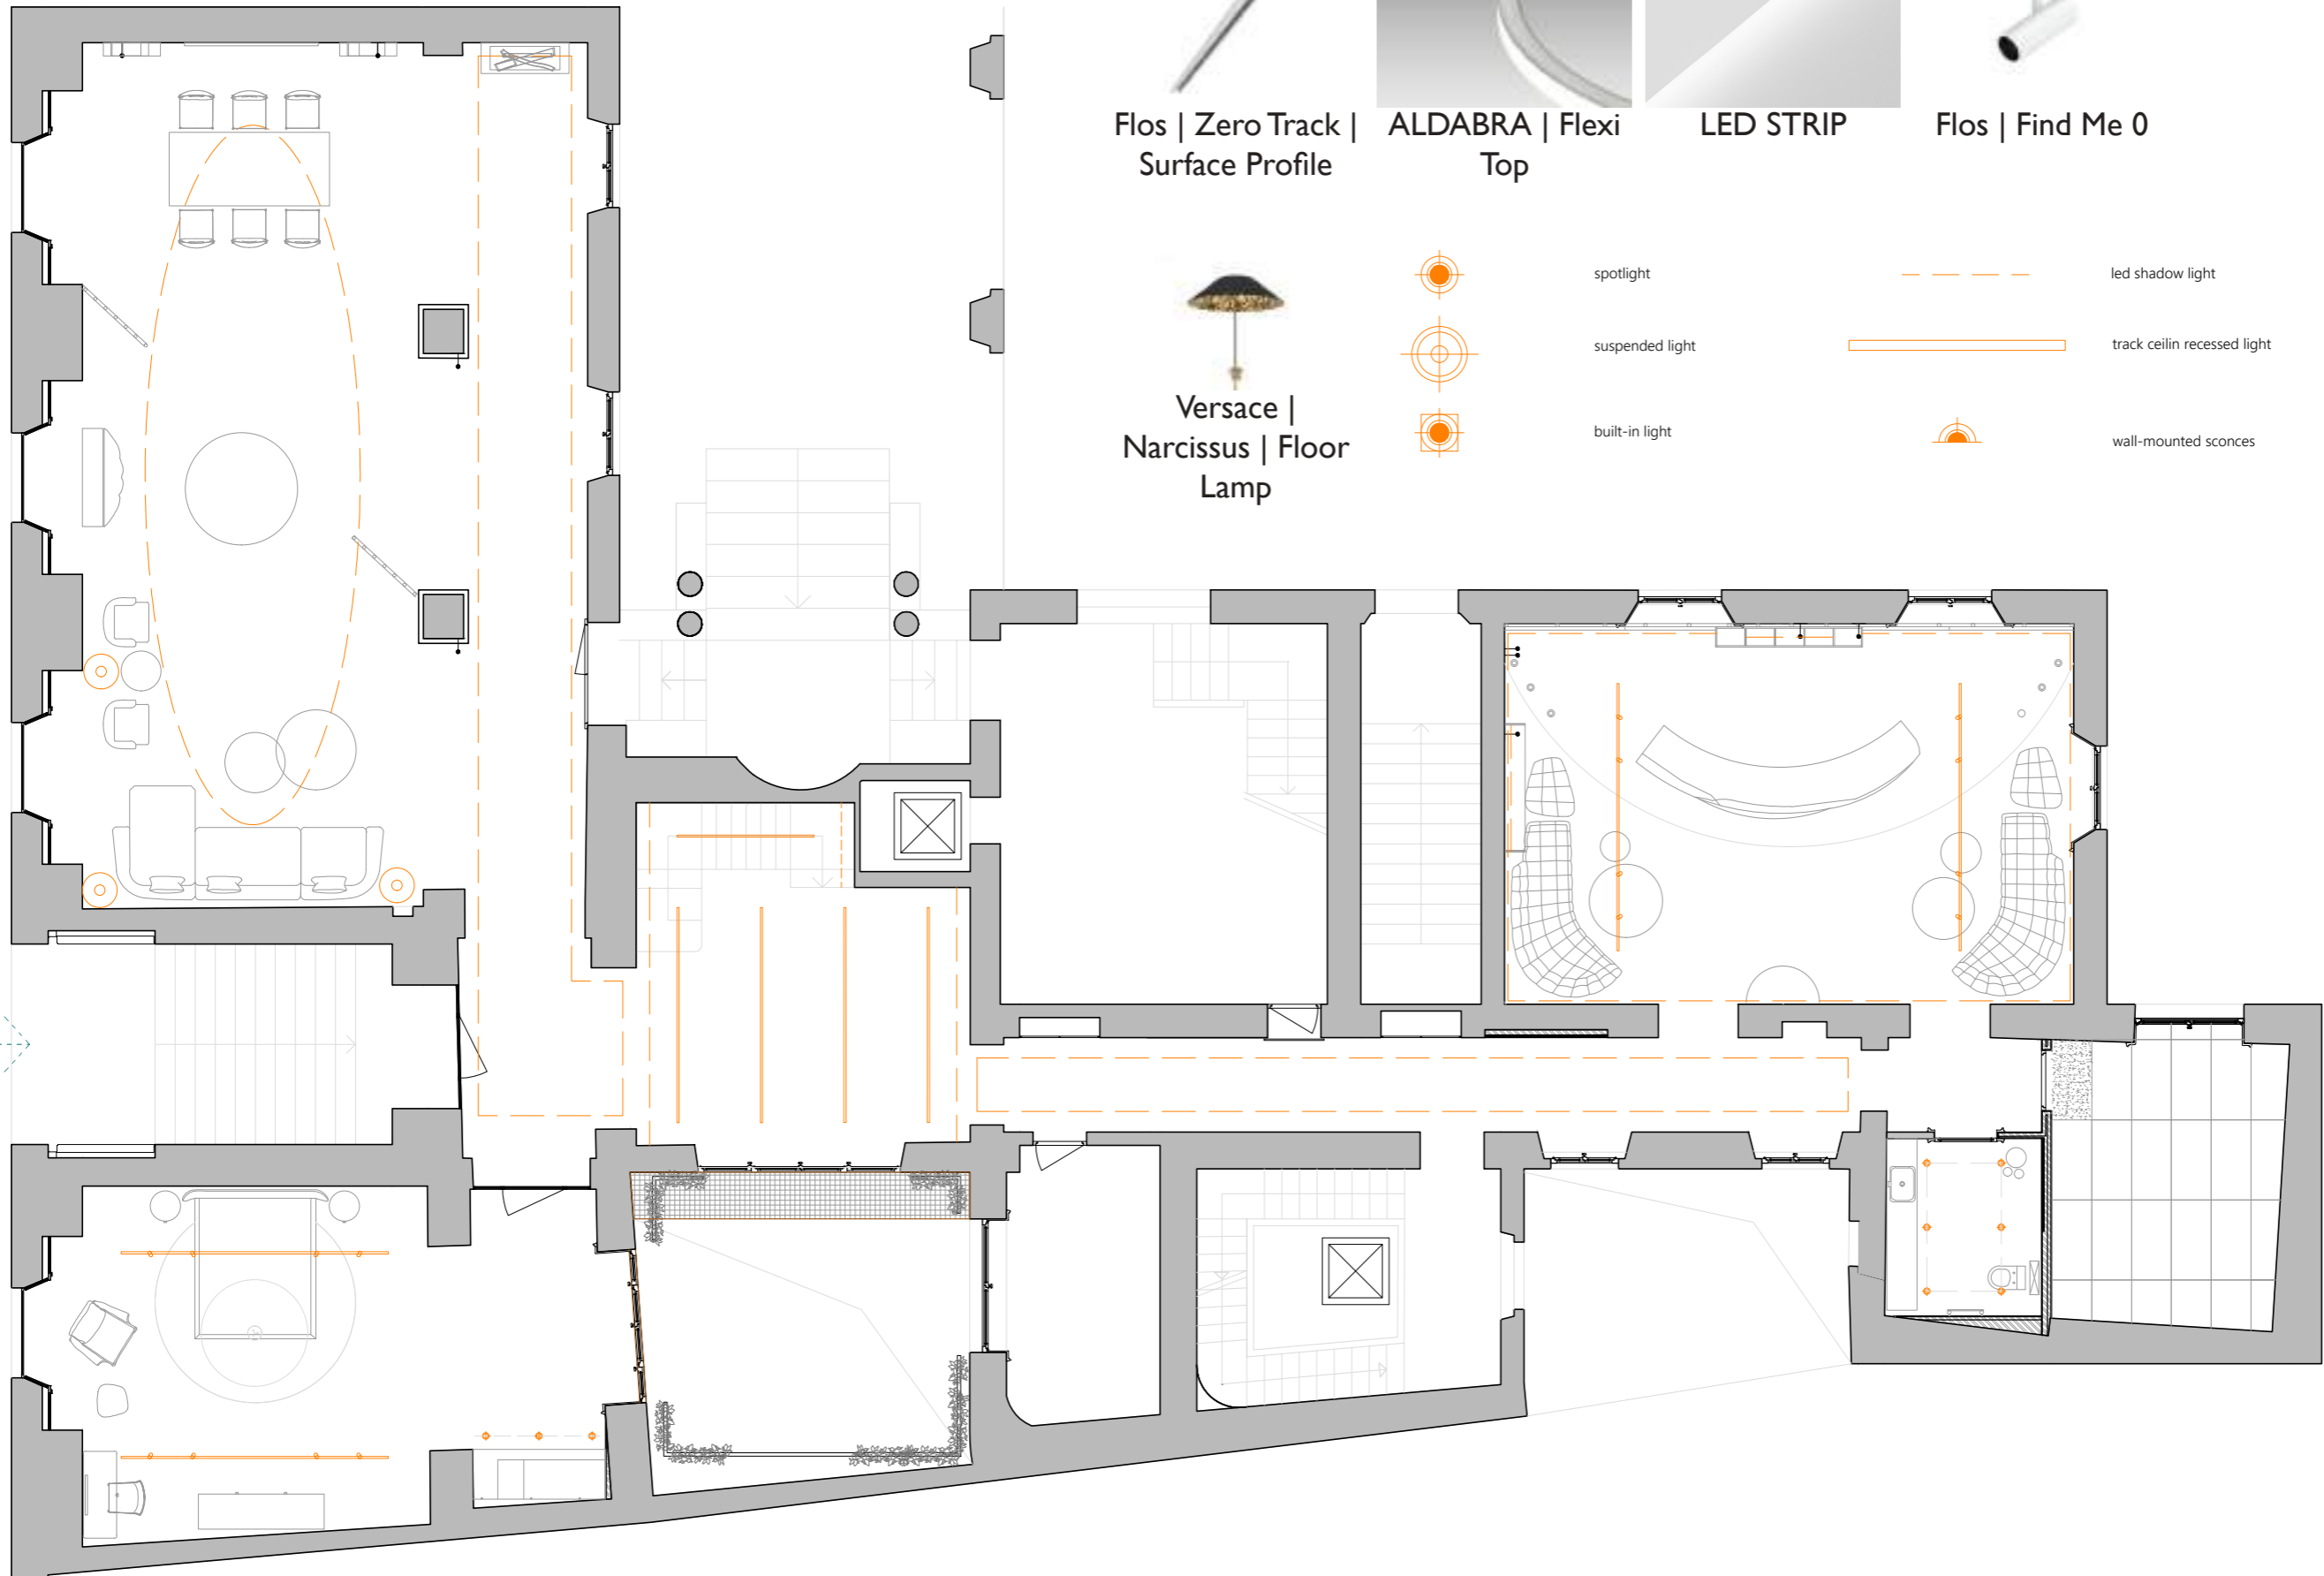 Flos | Zero Track |
Surface Profile
ALDABRA | Flexi
Top
LED STRIP
Flos | Find Me 0
Versace |
Narcissus | Floor
Lamp
spotlight
suspended light
built-in light
led shadow light
track ceilin recessed light
wall-mounted sconces